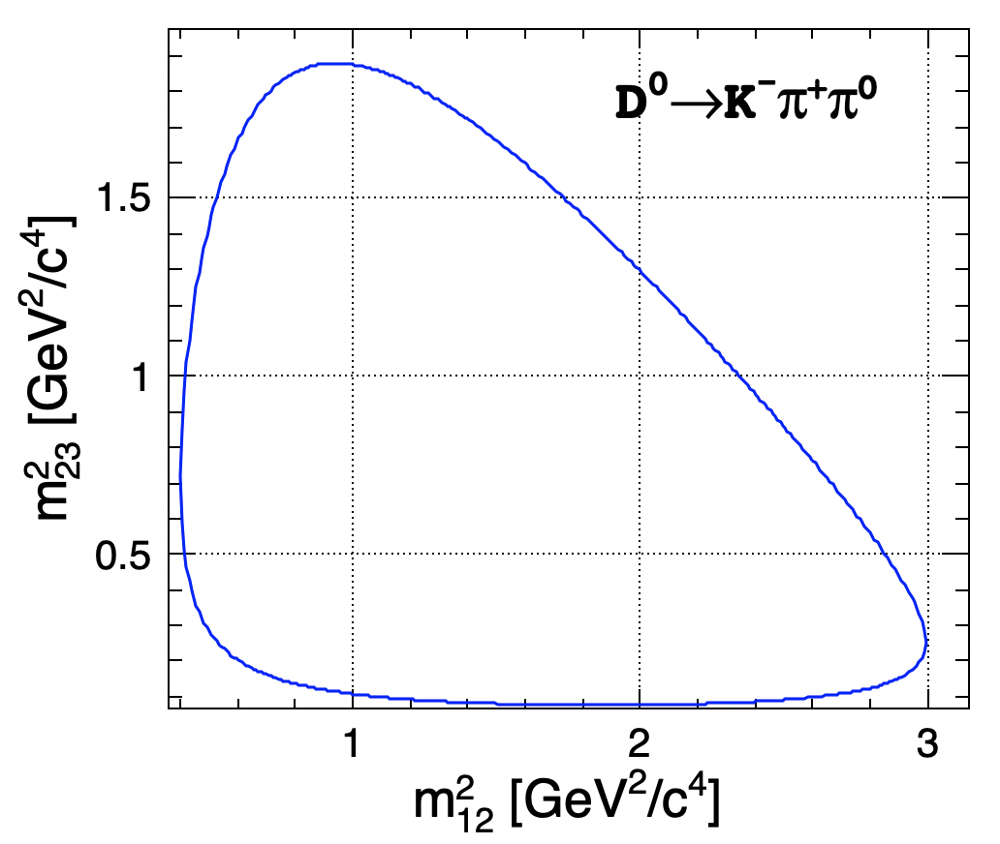 D⁰→K⁻π⁺π⁰
1.5
1
0.5
m²₂₃ [GeV²/c⁴]
1 2 3
m²₁₂ [GeV²/c⁴]